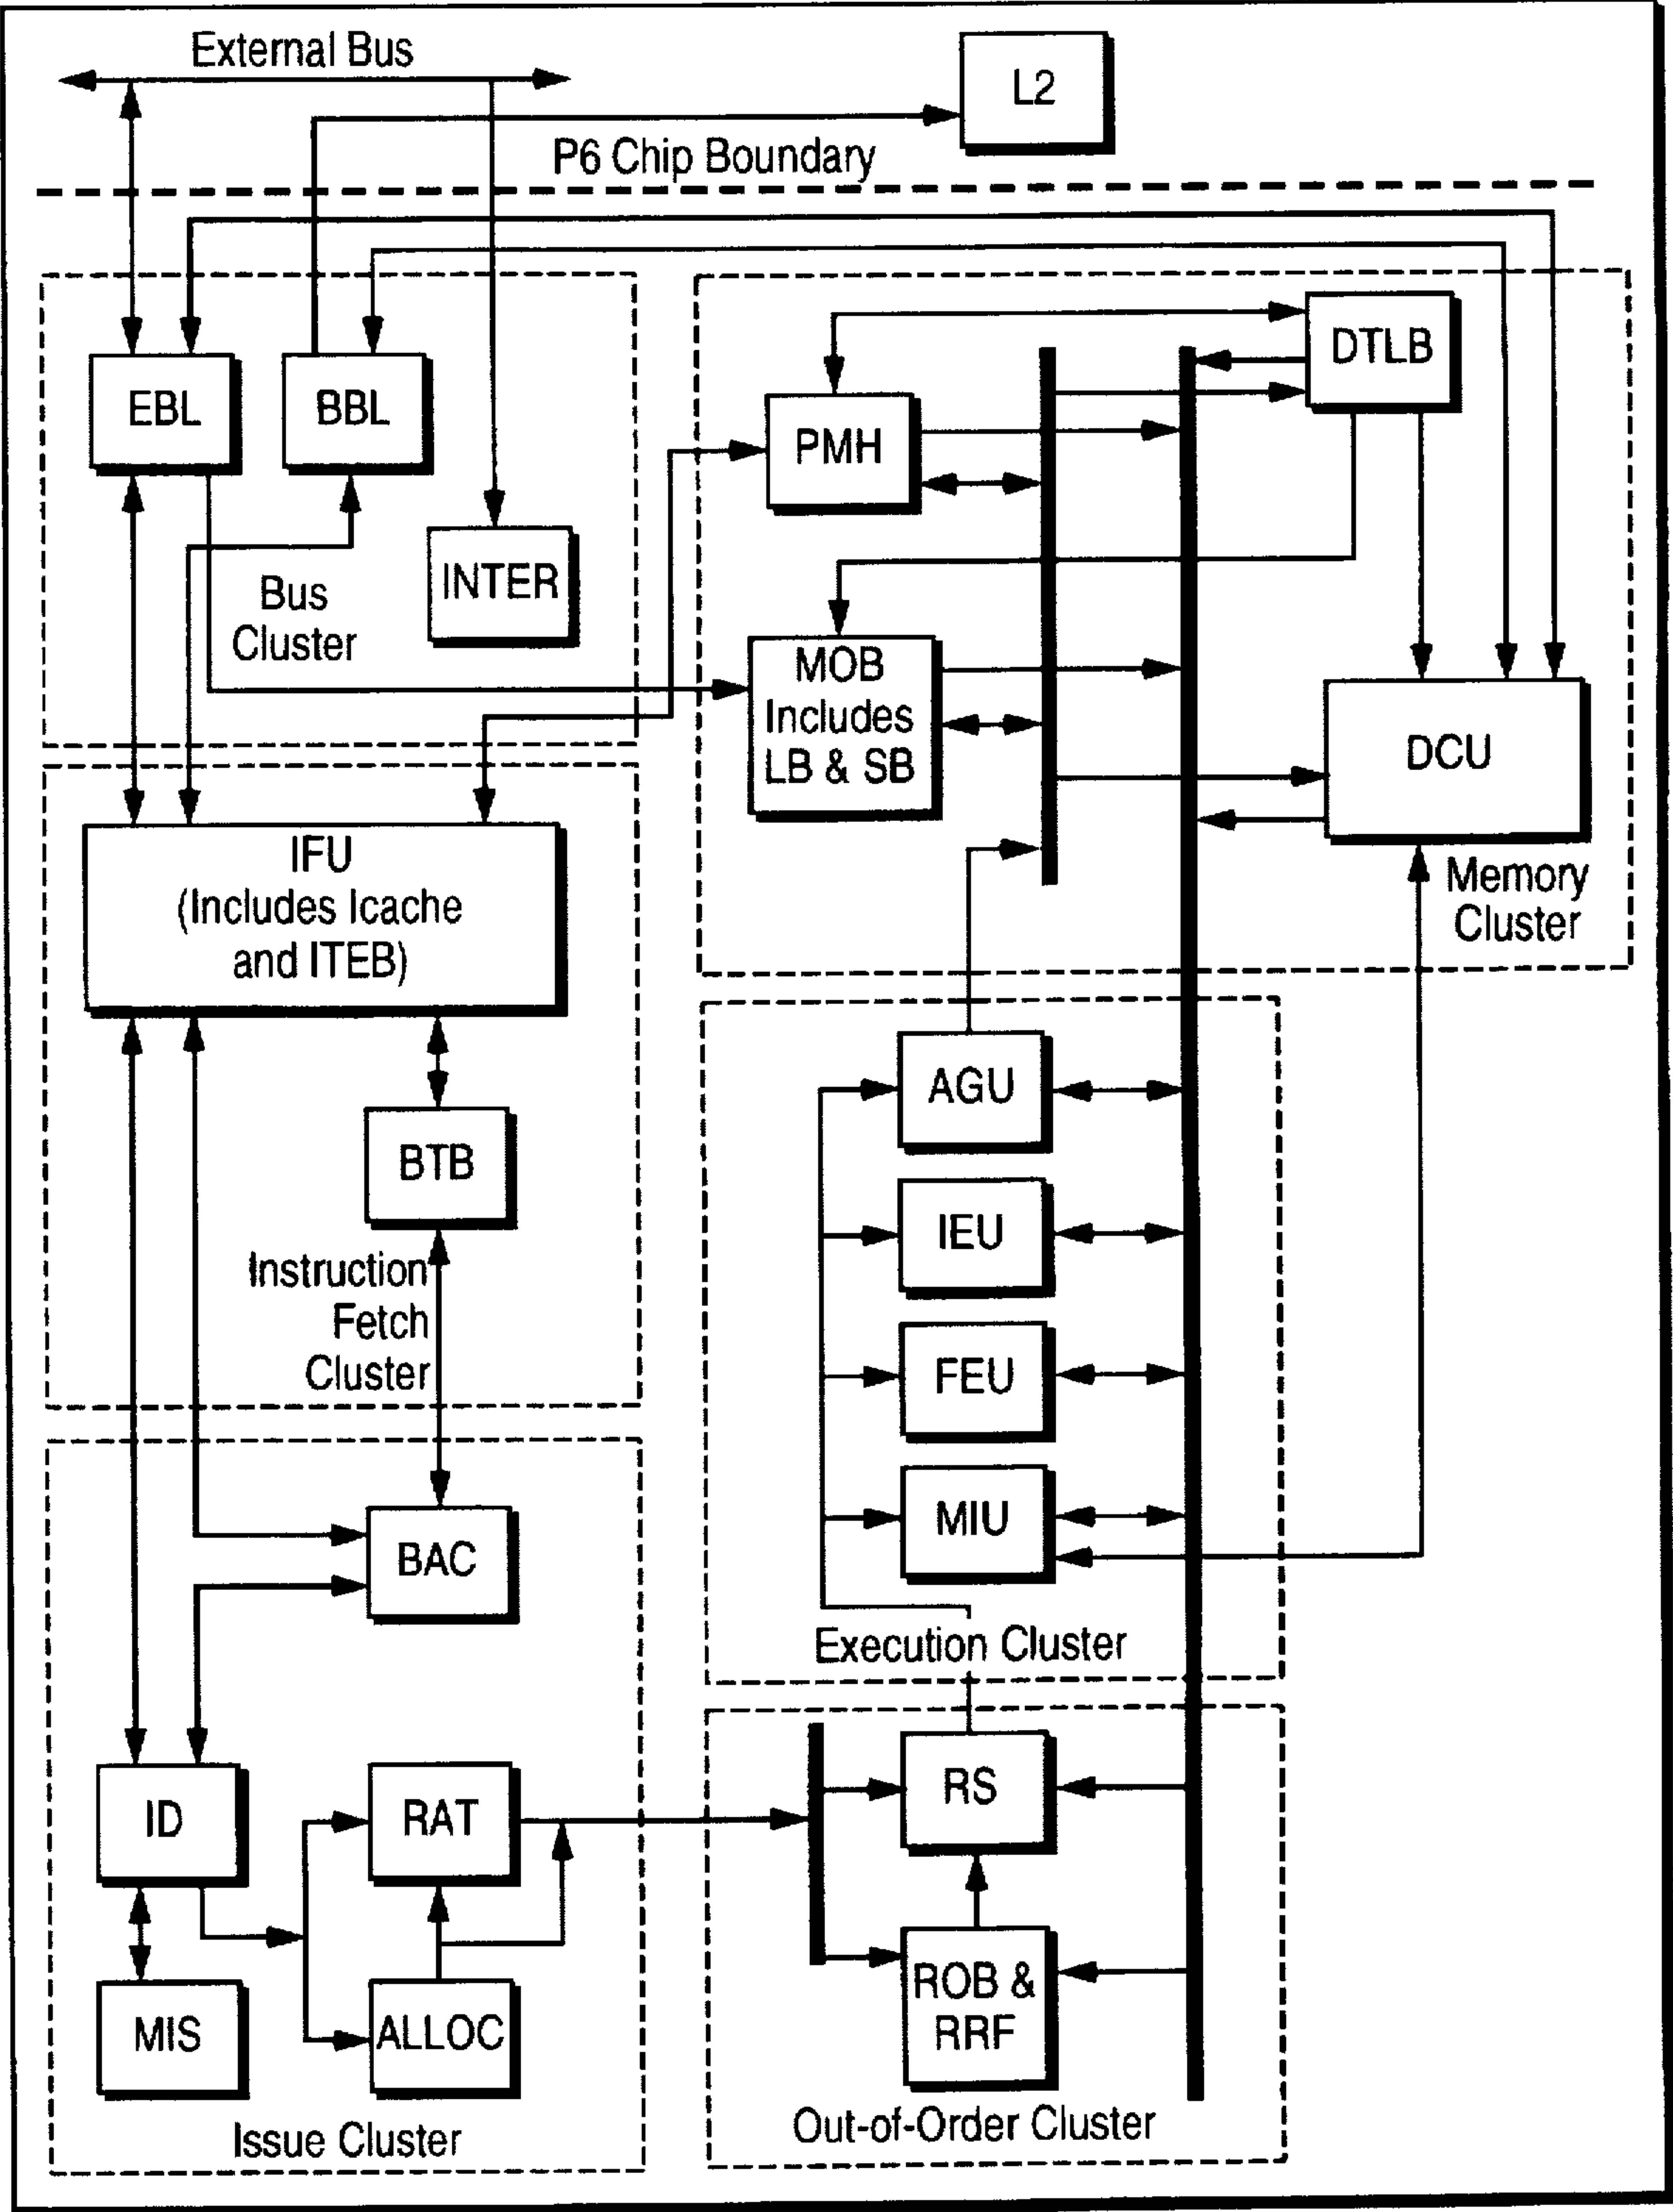 External Bus
L2
P6 Chip Boundary
EBL
BBL
INTER
Bus
Cluster
DTLB
PMH
MOB
Includes
LB & SB
DCU
Memory
Cluster
IFU
(Includes Icache
and ITEB)
BTB
Instruction
Fetch
Cluster
AGU
IEU
FEU
MIU
Execution Cluster
BAC
ID
RAT
MIS
ALLOC
Issue Cluster
RS
ROB &
RRF
Out-of-Order Cluster